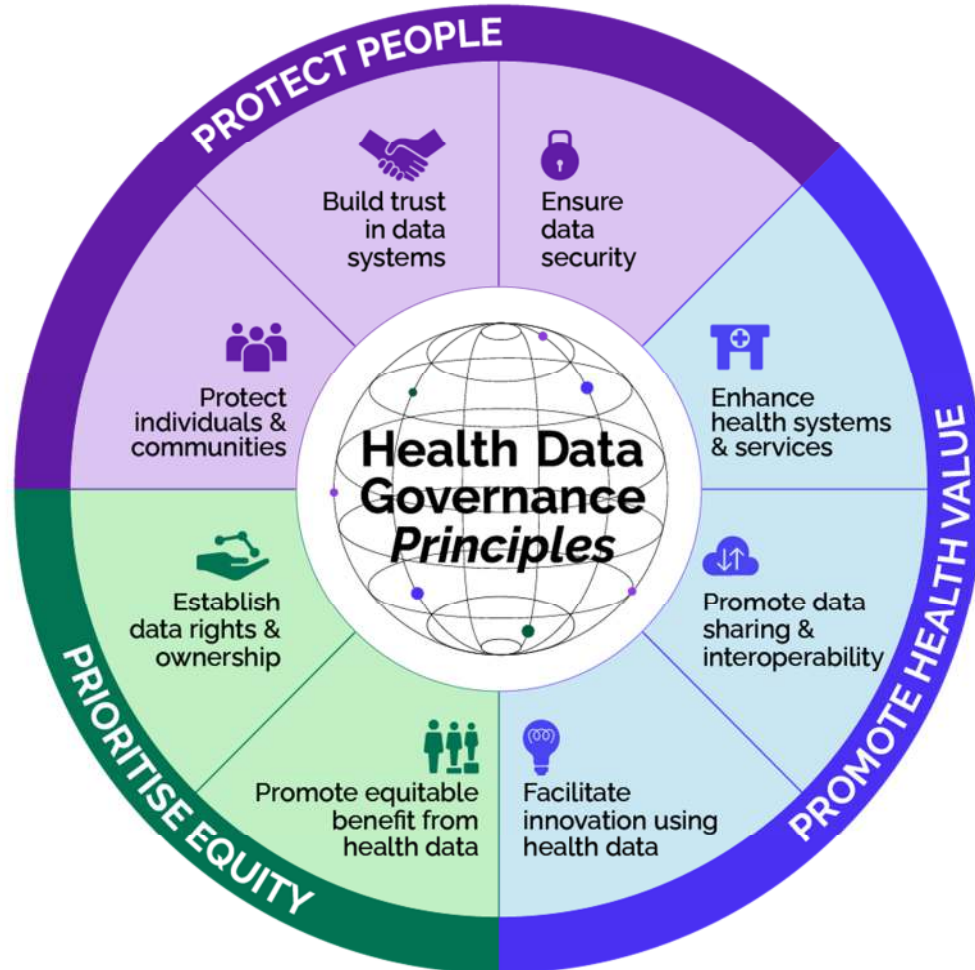 PROTECT PEOPLE
Build trust
in data
systems
Ensure
data
security
Protect
individuals &
communities
Enhance
health systems
& services
Health Data
Governance
Principles
PROMOTE HEALTH VALUE
Establish
data rights &
ownership
Promote data
sharing &
interoperability
PRIORITISE EQUITY
Promote equitable
benefit from
health data
Facilitate
innovation using
health data